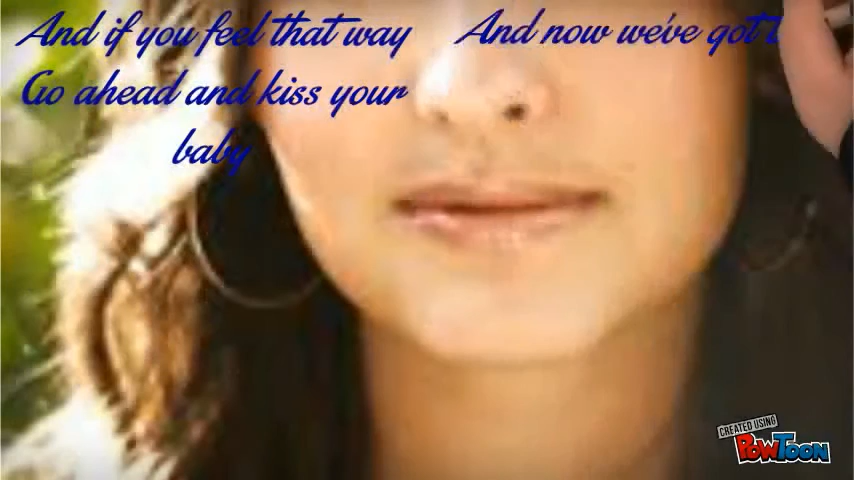 And if you feel that way
Go ahead and kiss your
baby
And now we've got
CREATED USING
POWTOON